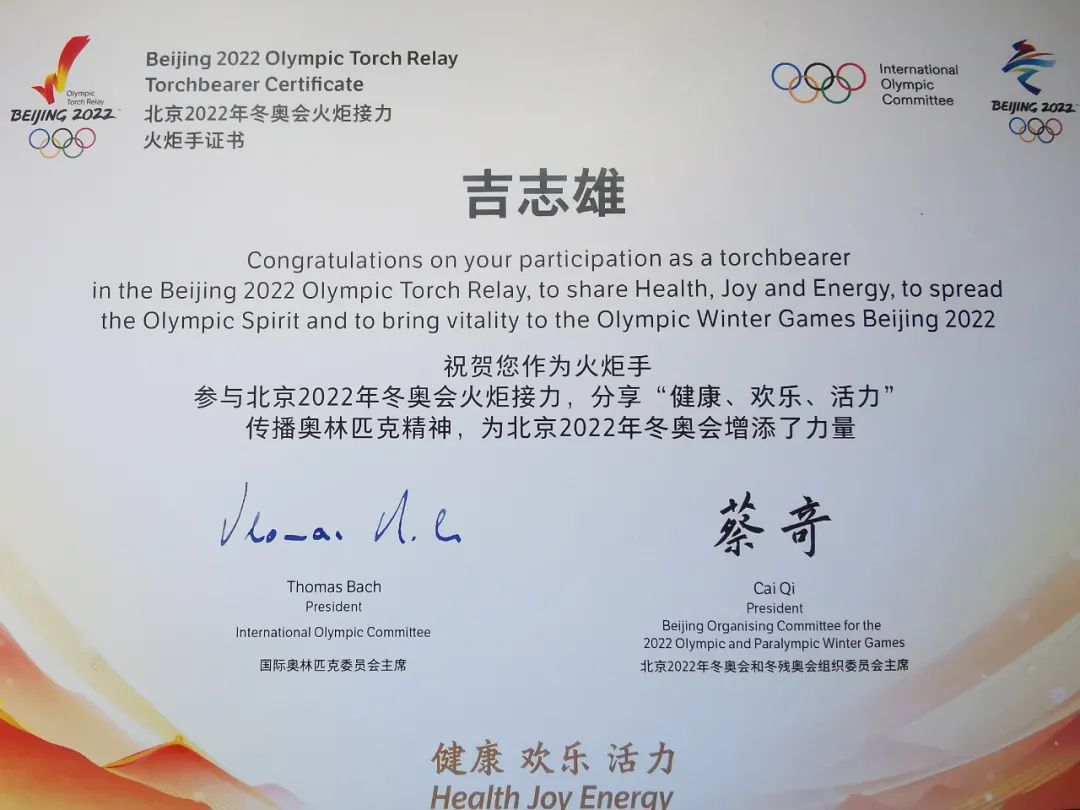 Olympic
Torch Relay
BEIJING 2022
Beijing 2022 Olympic Torch Relay
Torchbearer Certificate
北京2022年冬奥会火炬接力
火炬手证书
International
Olympic
Committee
BEIJING 2022
吉志雄
Congratulations on your participation as a torchbearer
in the Beijing 2022 Olympic Torch Relay, to share Health, Joy and Energy, to spread
the Olympic Spirit and to bring vitality to the Olympic Winter Games Beijing 2022
祝贺您作为火炬手
参与北京2022年冬奥会火炬接力，分享“健康、欢乐、活力”
传播奥林匹克精神，为北京2022年冬奥会增添了力量
Thomas Bach
President
International Olympic Committee
国际奥林匹克委员会主席
蔡奇
Cai Qi
President
Beijing Organising Committee for the
2022 Olympic and Paralympic Winter Games
北京2022年冬奥会和冬残奥会组织委员会主席
健康 欢乐 活力
Health Joy Energy